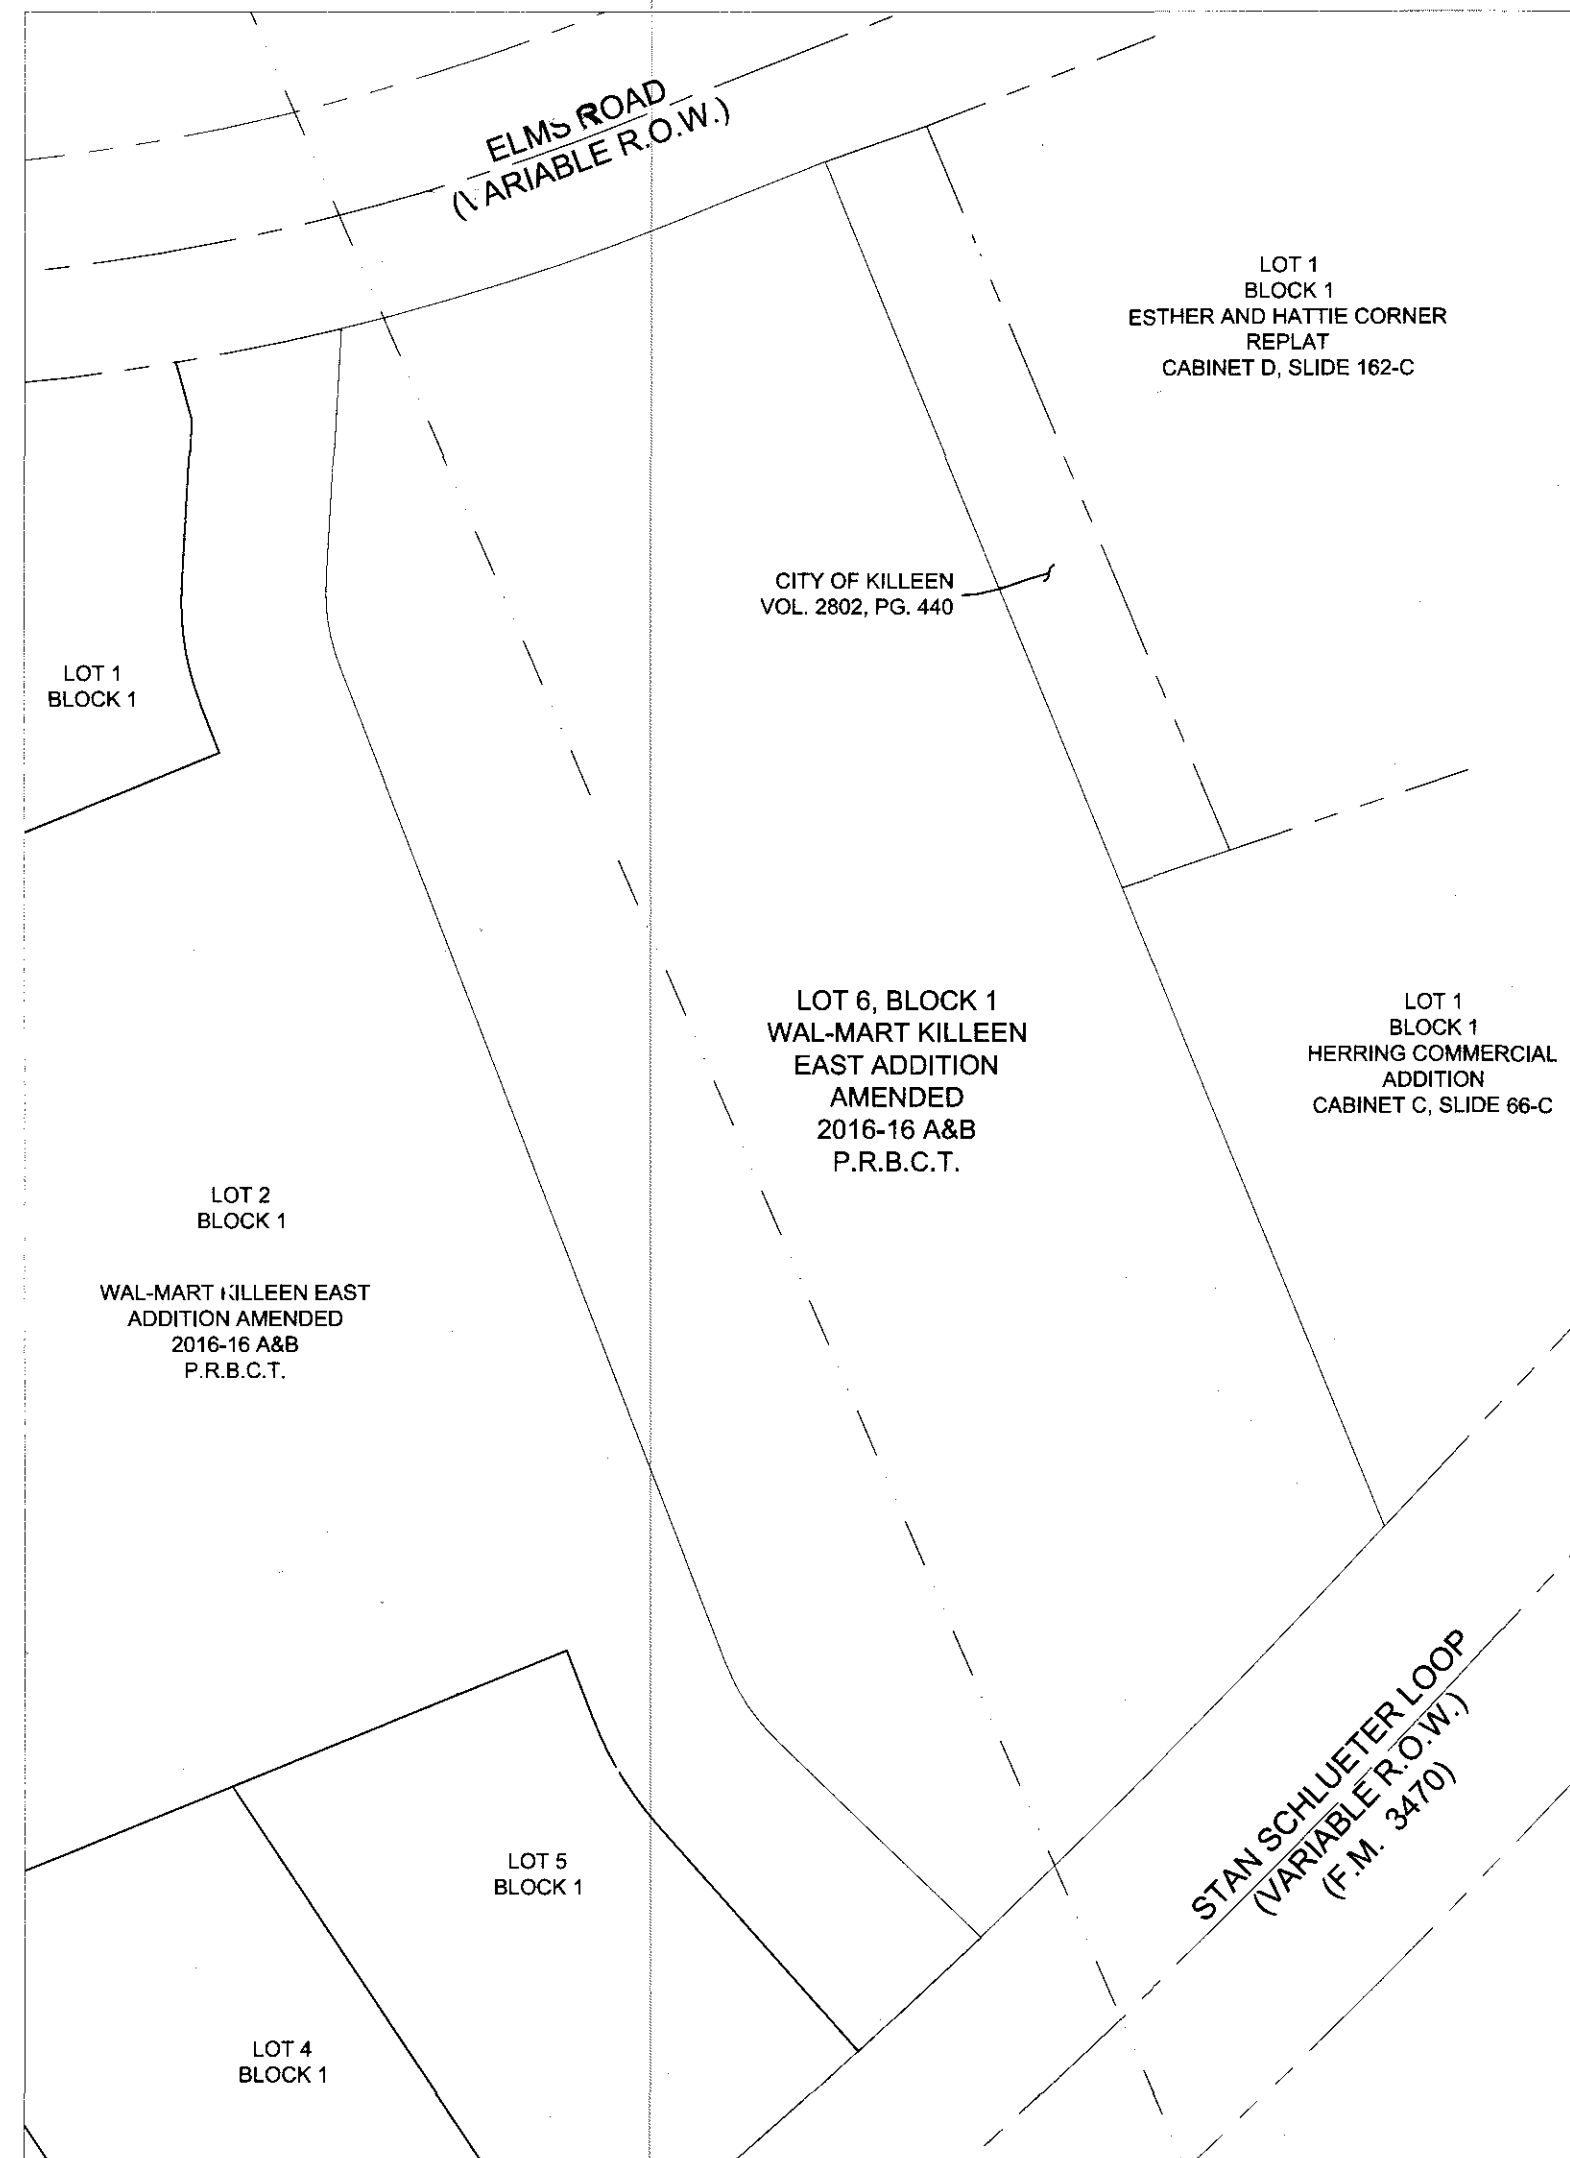 ELMS ROAD
(VARIABLE R.O.W.)
LOT 1
BLOCK 1
ESTHER AND HATTIE CORNER
REPLAT
CABINET D, SLIDE 162-C
CITY OF KILLEEN
VOL. 2802, PG. 440
LOT 1
BLOCK 1
LOT 6, BLOCK 1
WAL-MART KILLEEN
EAST ADDITION
AMENDED
2016-16 A&B
P.R.B.C.T.
LOT 1
BLOCK 1
HERRING COMMERCIAL
ADDITION
CABINET C, SLIDE 66-C
LOT 2
BLOCK 1
WAL-MART KILLEEN EAST
ADDITION AMENDED
2016-16 A&B
P.R.B.C.T.
STAN SCHLUETER LOOP
(VARIABLE R.O.W.)
(F.M. 3470)
LOT 5
BLOCK 1
LOT 4
BLOCK 1